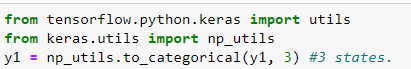 from tensorflow.python.keras import utils
from keras.utils import np_utils
y1 = np_utils.to_categorical(y1, 3) #3 states.